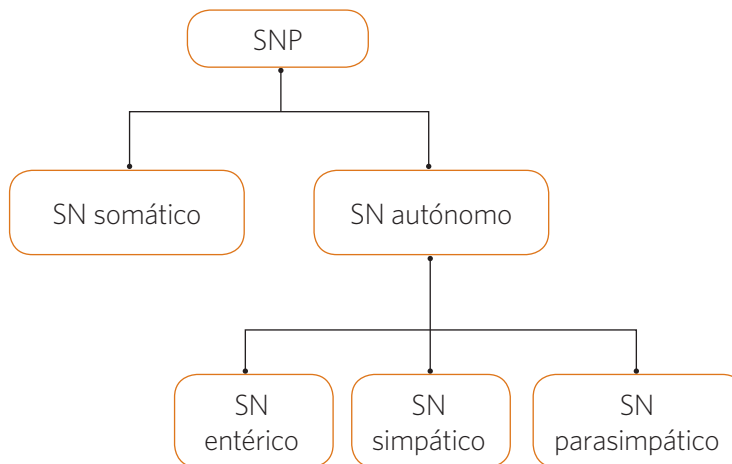 SNP
SN somático
SN autónomo
SN
entérico
SN
simpático
SN
parasimpático